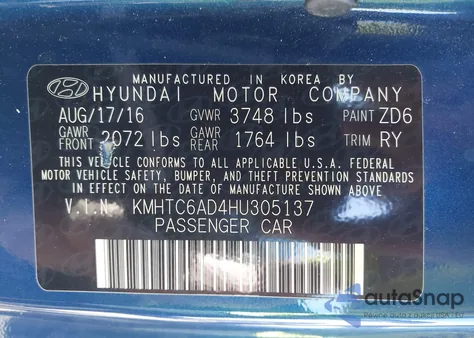 MANUFACTURED IN KOREA BY
HYUNDAI MOTOR COMPANY
AUG/17/16 GVWR 3748 lbs PAINT ZD6
GAWR FRONT 2072 lbs GAWR REAR 1764 lbs TRIM RY
THIS VEHICLE CONFORMS TO ALL APPLICABLE U.S.A. FEDERAL
MOTOR VEHICLE SAFETY, BUMPER, AND THEFT PREVENTION STANDARDS
IN EFFECT ON THE DATE OF MANUFACTURE SHOWN ABOVE.
V.I.N. KMHTC6AD4HU305137
PASSENGER CAR
autoSnap